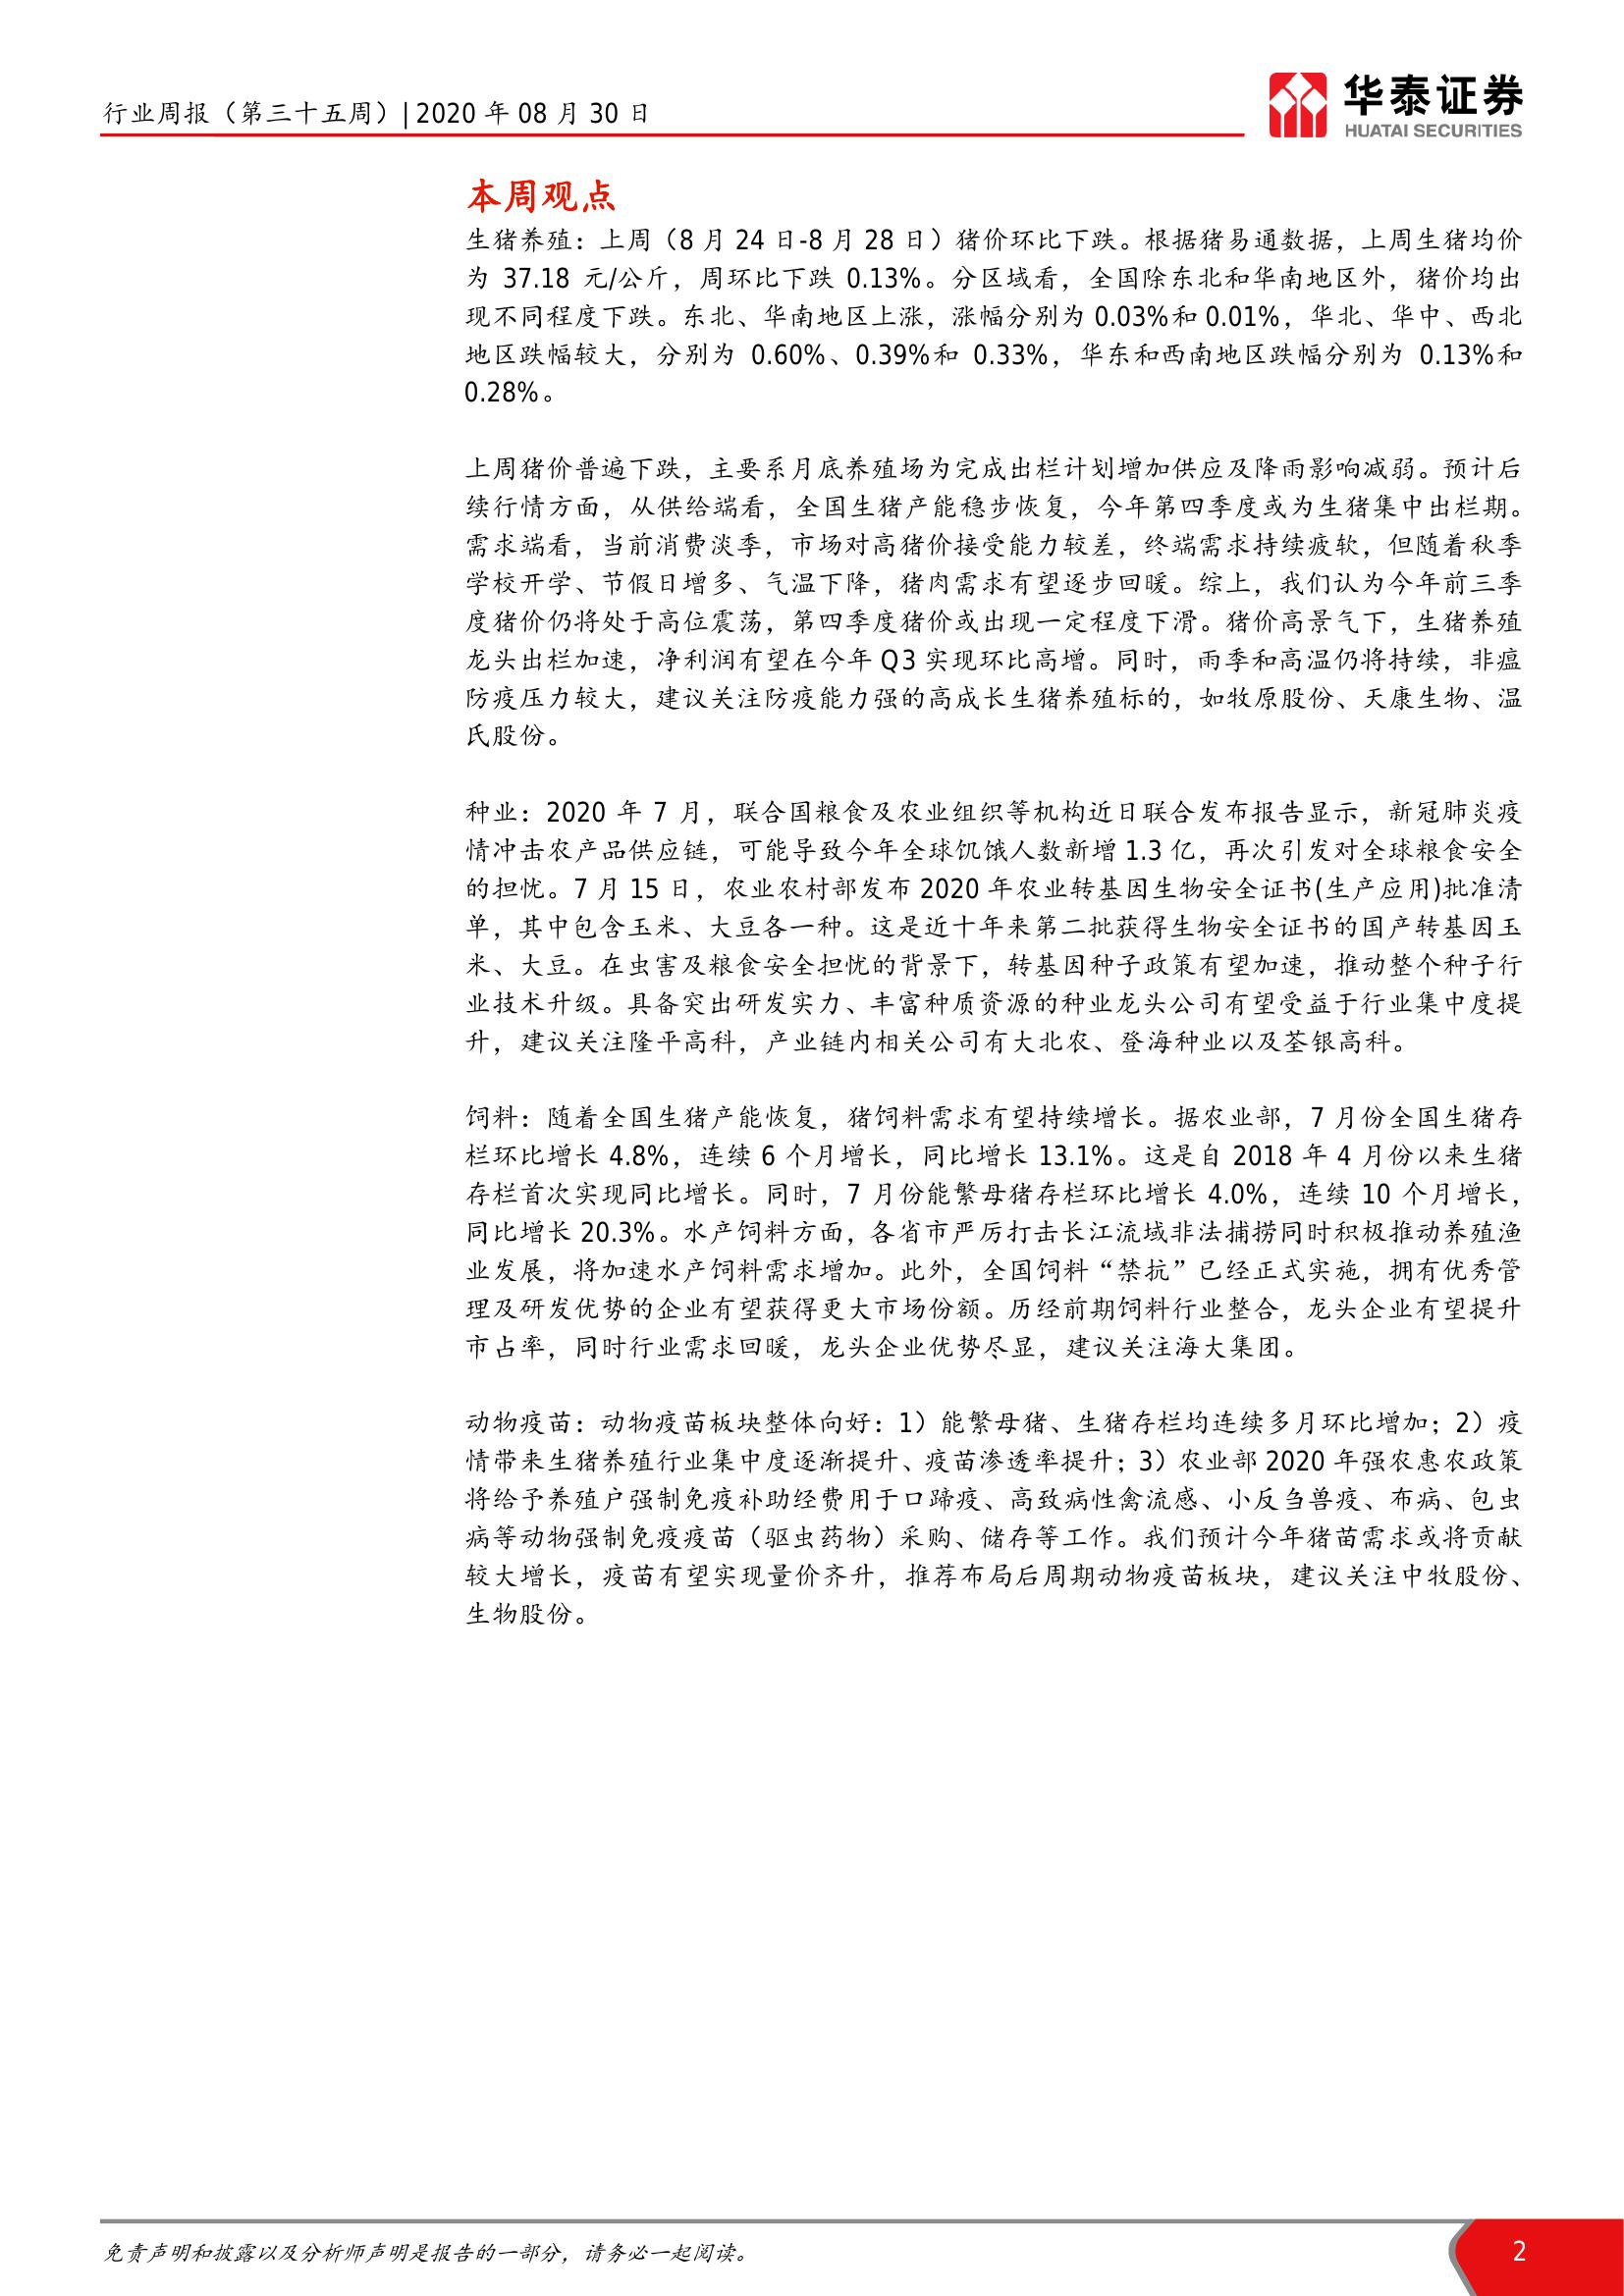 行业周报（第三十五周）| 2020 年 08 月 30 日
华泰证券
HUATAI SECURITIES
本周观点
生猪养殖：上周（8 月 24 日-8 月 28 日）猪价环比下跌。根据猪易通数据，上周生猪均价
为 37.18 元/公斤，周环比下跌 0.13%。分区域看，全国除东北和华南地区外，猪价均出
现不同程度下跌。东北、华南地区上涨，涨幅分别为 0.03%和 0.01%，华北、华中、西北
地区跌幅较大，分别为 0.60%、0.39%和 0.33%，华东和西南地区跌幅分别为 0.13%和
0.28%。
上周猪价普遍下跌，主要系月底养殖场为完成出栏计划增加供应及降雨影响减弱。预计后
续行情方面，从供给端看，全国生猪产能稳步恢复，今年第四季度或为生猪集中出栏期。
需求端看，当前消费淡季，市场对高猪价接受能力较差，终端需求持续疲软，但随着秋季
学校开学、节假日增多、气温下降，猪肉需求有望逐步回暖。综上，我们认为今年前三季
度猪价仍将处于高位震荡，第四季度猪价或出现一定程度下滑。猪价高景气下，生猪养殖
龙头出栏加速，净利润有望在今年 Q3 实现环比高增。同时，雨季和高温仍将持续，非瘟
防疫压力较大，建议关注防疫能力强的高成长生猪养殖标的，如牧原股份、天康生物、温
氏股份。
种业：2020 年 7 月，联合国粮食及农业组织等机构近日联合发布报告显示，新冠肺炎疫
情冲击农产品供应链，可能导致今年全球饥饿人数新增 1.3 亿，再次引发对全球粮食安全
的担忧。7 月 15 日，农业农村部发布 2020 年农业转基因生物安全证书(生产应用)批准清
单，其中包含玉米、大豆各一种。这是近十年来第二批获得生物安全证书的国产转基因玉
米、大豆。在虫害及粮食安全担忧的背景下，转基因种子政策有望加速，推动整个种子行
业技术升级。具备突出研发实力、丰富种质资源的种业龙头公司有望受益于行业集中度提
升，建议关注隆平高科，产业链内相关公司有大北农、登海种业以及荃银高科。
饲料：随着全国生猪产能恢复，猪饲料需求有望持续增长。据农业部，7 月份全国生猪存
栏环比增长 4.8%，连续 6 个月增长，同比增长 13.1%。这是自 2018 年 4 月份以来生猪
存栏首次实现同比增长。同时，7 月份能繁母猪存栏环比增长 4.0%，连续 10 个月增长，
同比增长 20.3%。水产饲料方面，各省市严厉打击长江流域非法捕捞同时积极推动养殖渔
业发展，将加速水产饲料需求增加。此外，全国饲料“禁抗”已经正式实施，拥有优秀管
理及研发优势的企业有望获得更大市场份额。历经前期饲料行业整合，龙头企业有望提升
市占率，同时行业需求回暖，龙头企业优势尽显，建议关注海大集团。
动物疫苗：动物疫苗板块整体向好：1）能繁母猪、生猪存栏均连续多月环比增加；2）疫
情带来生猪养殖行业集中度逐渐提升、疫苗渗透率提升；3）农业部 2020 年强农惠农政策
将给予养殖户强制免疫补助经费用于口蹄疫、高致病性禽流感、小反刍兽疫、布病、包虫
病等动物强制免疫疫苗（驱虫药物）采购、储存等工作。我们预计今年猪苗需求或将贡献
较大增长，疫苗有望实现量价齐升，推荐布局后周期动物疫苗板块，建议关注中牧股份、
生物股份。
免责声明和披露以及分析师声明是报告的一部分，请务必一起阅读。
2